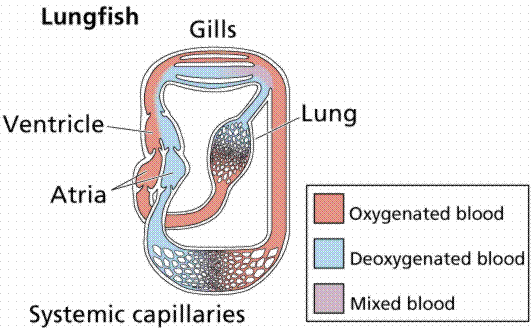 Lungfish
Gills
Ventricle
Lung
Atria
Oxygenated blood
Deoxygenated blood
Mixed blood
Systemic capillaries